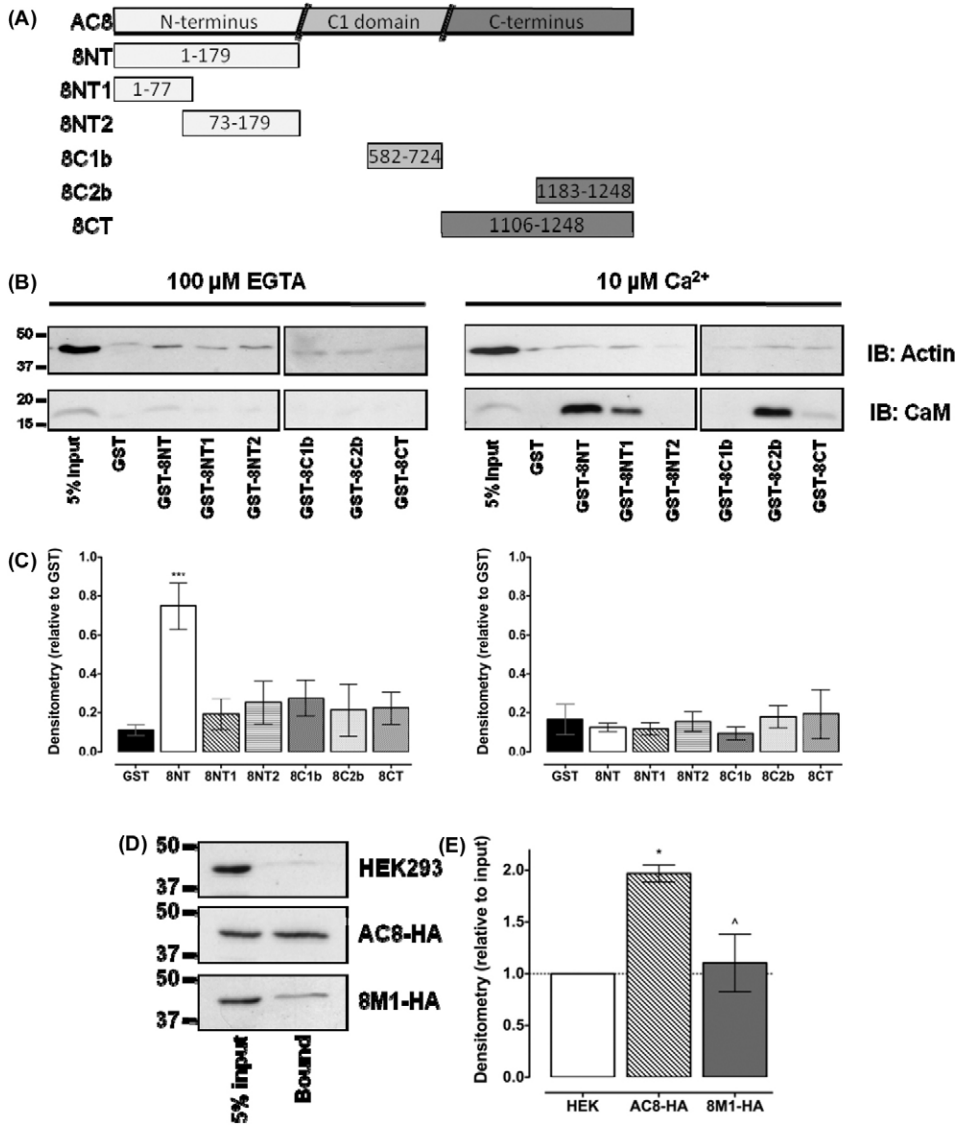 (A)
AC8 N-terminus C1 domain C-terminus
8NT 1-179
8NT1 1-77
8NT2 73-179
8C1b 582-724
8C2b 1183-1248
8CT 1106-1248
(B)
100 µM EGTA 10 µM Ca²⁺
50
37
IB: Actin
20
15
IB: CaM
5% Input GST GST-8NT GST-8NT1 GST-8NT2 GST-8C1b GST-8C2b GST-8CT
5% Input GST GST-8NT GST-8NT1 GST-8NT2 GST-8C1b GST-8C2b GST-8CT
(C)
Densitometry (relative to GST)
1.0
0.8
0.6
0.4
0.2
0.0
***
GST 8NT 8NT1 8NT2 8C1b 8C2b 8CT
Densitometry (relative to GST)
1.0
0.8
0.6
0.4
0.2
0.0
GST 8NT 8NT1 8NT2 8C1b 8C2b 8CT
(D)
50
37
HEK293
50
37
AC8-HA
50
37
8M1-HA
5% input Bound
(E)
Densitometry (relative to input)
2.0
1.5
1.0
0.5
0.0
*
^
HEK AC8-HA 8M1-HA